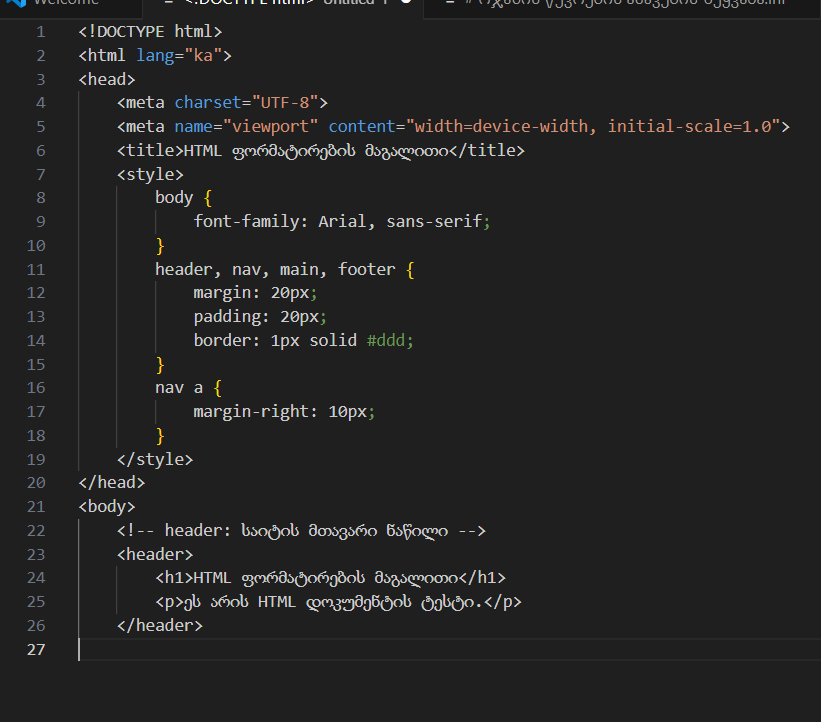 Welcome <!DOCTYPE html> Untitled-1
1 <!DOCTYPE html>
2 <html lang="ka">
3 <head>
4 <meta charset="UTF-8">
5 <meta name="viewport" content="width=device-width, initial-scale=1.0">
6 <title>HTML ფორმატირების მაგალითი</title>
7 <style>
8 body {
9 font-family: Arial, sans-serif;
10 }
11 header, nav, main, footer {
12 margin: 20px;
13 padding: 20px;
14 border: 1px solid #ddd;
15 }
16 nav a {
17 margin-right: 10px;
18 }
19 </style>
20 </head>
21 <body>
22 <!-- header: საიტის მთავარი ნაწილი -->
23 <header>
24 <h1>HTML ფორმატირების მაგალითი</h1>
25 <p>ეს არის HTML დოკუმენტის ტესტი.</p>
26 </header>
27